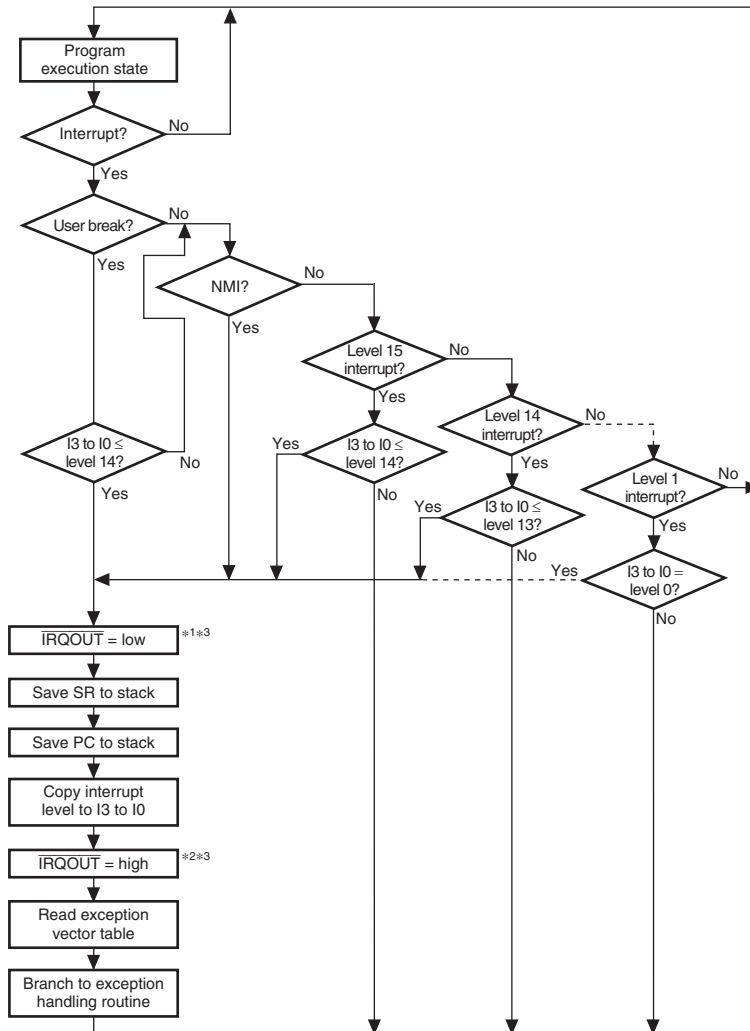 Program
execution state
Interrupt?
No
Yes
User break?
No
Yes
NMI?
No
Yes
Level 15
interrupt?
No
Yes
Level 14
interrupt?
No
Yes
I3 to I0 ≤
level 14?
No
Yes
Yes
I3 to I0 ≤
level 14?
No
Level 1
interrupt?
No
Yes
Yes
I3 to I0 ≤
level 13?
No
Yes
I3 to I0 =
level 0?
No
IRQOUT = low *1*3
Save SR to stack
Save PC to stack
Copy interrupt
level to I3 to I0
IRQOUT = high *2*3
Read exception
vector table
Branch to exception
handling routine